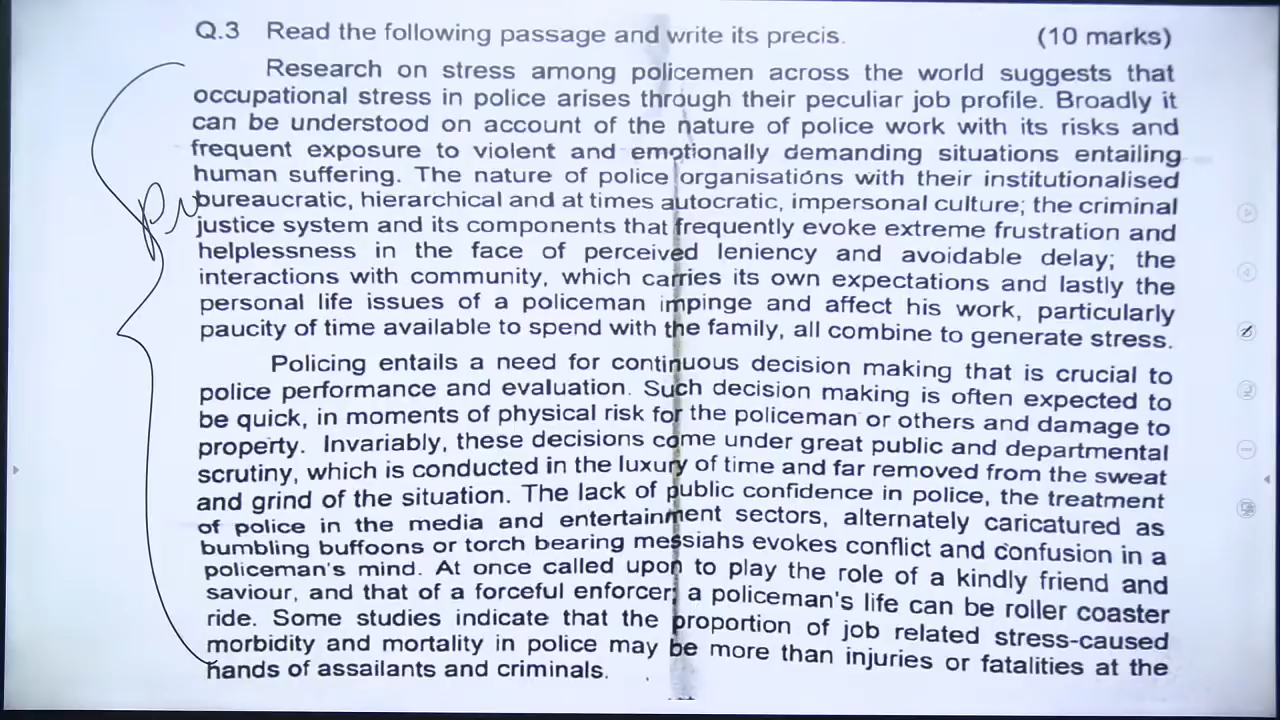 Q.3 Read the following passage and write its precis. (10 marks)
Research on stress among policemen across the world suggests that
occupational stress in police arises through their peculiar job profile. Broadly it
can be understood on account of the nature of police work with its risks and
frequent exposure to violent and emotionally demanding situations entailing
human suffering. The nature of police organisations with their institutionalised
bureaucratic, hierarchical and at times autocratic, impersonal culture; the criminal
justice system and its components that frequently evoke extreme frustration and
helplessness in the face of perceived leniency and avoidable delay; the
interactions with community, which carries its own expectations and lastly the
personal life issues of a policeman impinge and affect his work, particularly
paucity of time available to spend with the family, all combine to generate stress.
Policing entails a need for continuous decision making that is crucial to
police performance and evaluation. Such decision making is often expected to
be quick, in moments of physical risk for the policeman or others and damage to
property. Invariably, these decisions come under great public and departmental
scrutiny, which is conducted in the luxury of time and far removed from the sweat
and grind of the situation. The lack of public confidence in police, the treatment
of police in the media and entertainment sectors, alternately caricatured as
bumbling buffoons or torch bearing messiahs evokes conflict and confusion in a
policeman's mind. At once called upon to play the role of a kindly friend and
saviour, and that of a forceful enforcer, a policeman's life can be roller coaster
ride. Some studies indicate that the proportion of job related stress-caused
morbidity and mortality in police may be more than injuries or fatalities at the
hands of assailants and criminals.